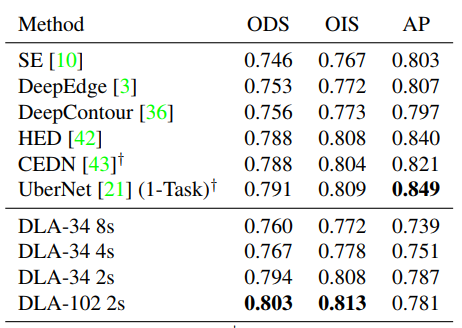 Method ODS OIS AP
SE [10] 0.746 0.767 0.803
DeepEdge [3] 0.753 0.772 0.807
DeepContour [36] 0.756 0.773 0.797
HED [42] 0.788 0.808 0.840
CEDN [43]† 0.788 0.804 0.821
UberNet [21] (1-Task)† 0.791 0.809 0.849
DLA-34 8s 0.760 0.772 0.739
DLA-34 4s 0.767 0.778 0.751
DLA-34 2s 0.794 0.808 0.787
DLA-102 2s 0.803 0.813 0.781